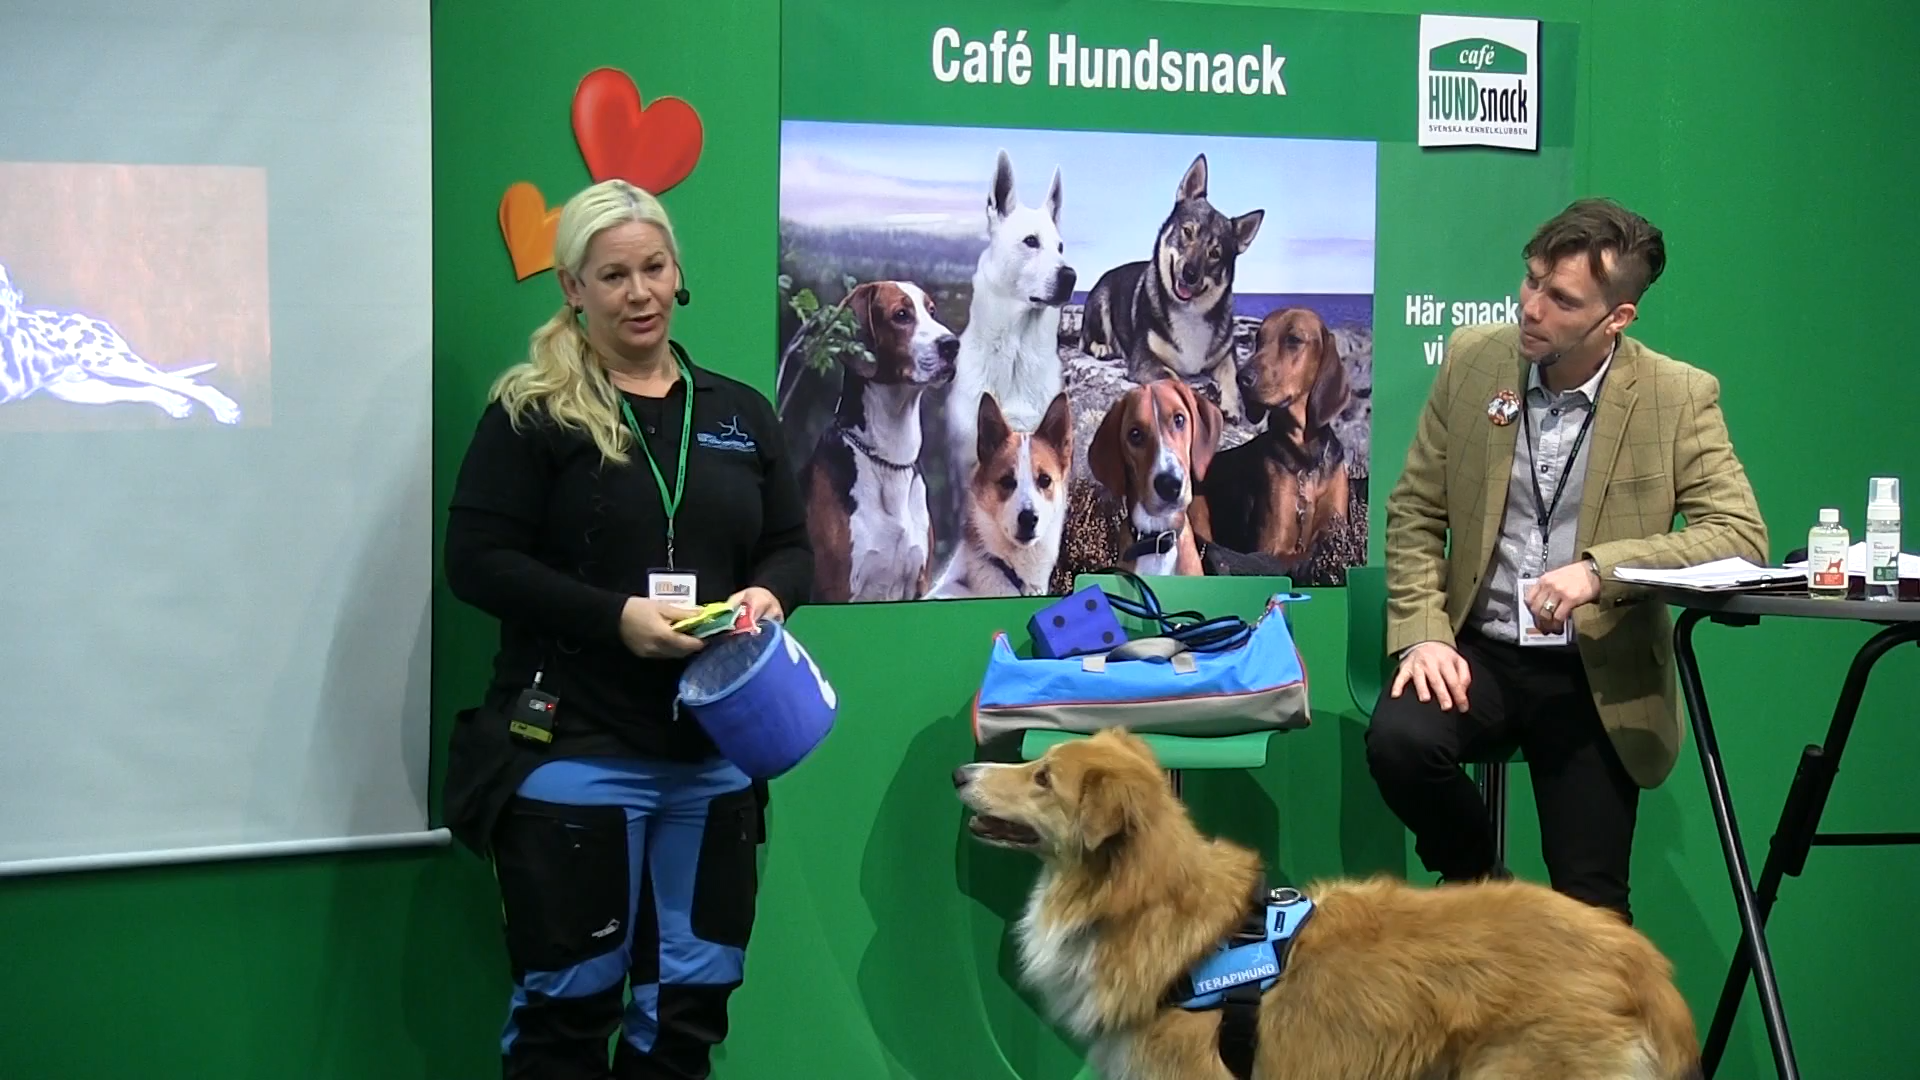 Café Hundsnack
café
HUNDsnack
SVENSKA KENNELKLUBBEN
Här snack
vi
TERAPIHUND